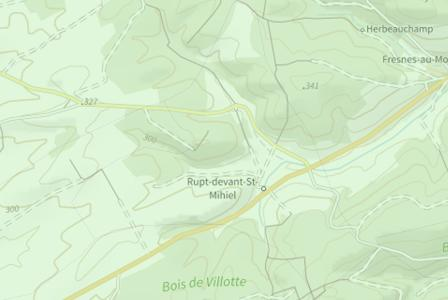 Herbeauchamp
Fresnes-au-Mo
341
327
300
Rupt-devant-St-
Mihiel
300
B
Bois de Villotte